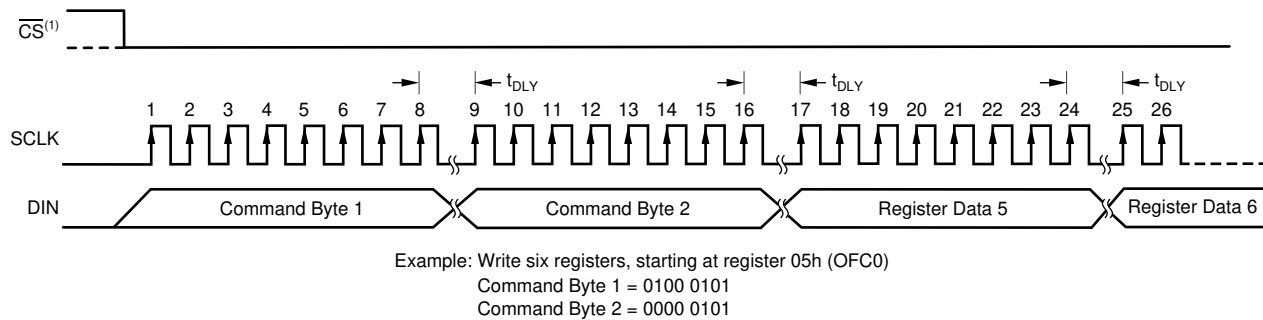 CS(1)
tDLY tDLY tDLY
1 2 3 4 5 6 7 8 9 10 11 12 13 14 15 16 17 18 19 20 21 22 23 24 25 26
SCLK
DIN Command Byte 1 Command Byte 2 Register Data 5 Register Data 6
Example: Write six registers, starting at register 05h (OFC0)
Command Byte 1 = 0100 0101
Command Byte 2 = 0000 0101